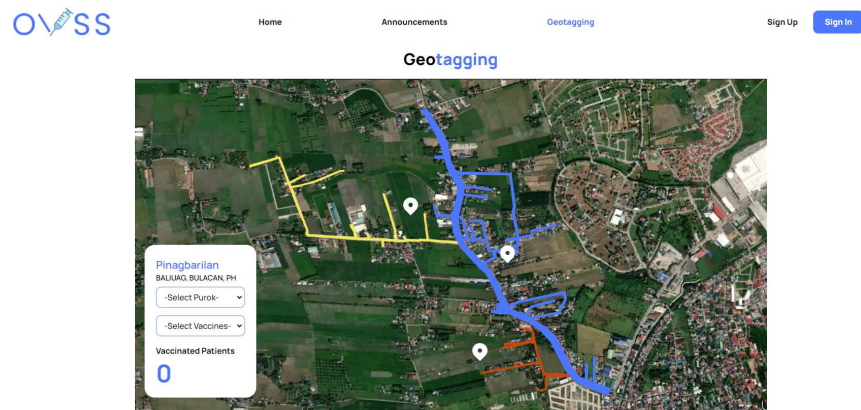 OVSS
Home
Announcements
Geotagging
Sign Up
Sign In
Geotagging
Pinagbarilan
BALIUAG, BULACAN, PH
-Select Purok-
-Select Vaccines-
Vaccinated Patients
0